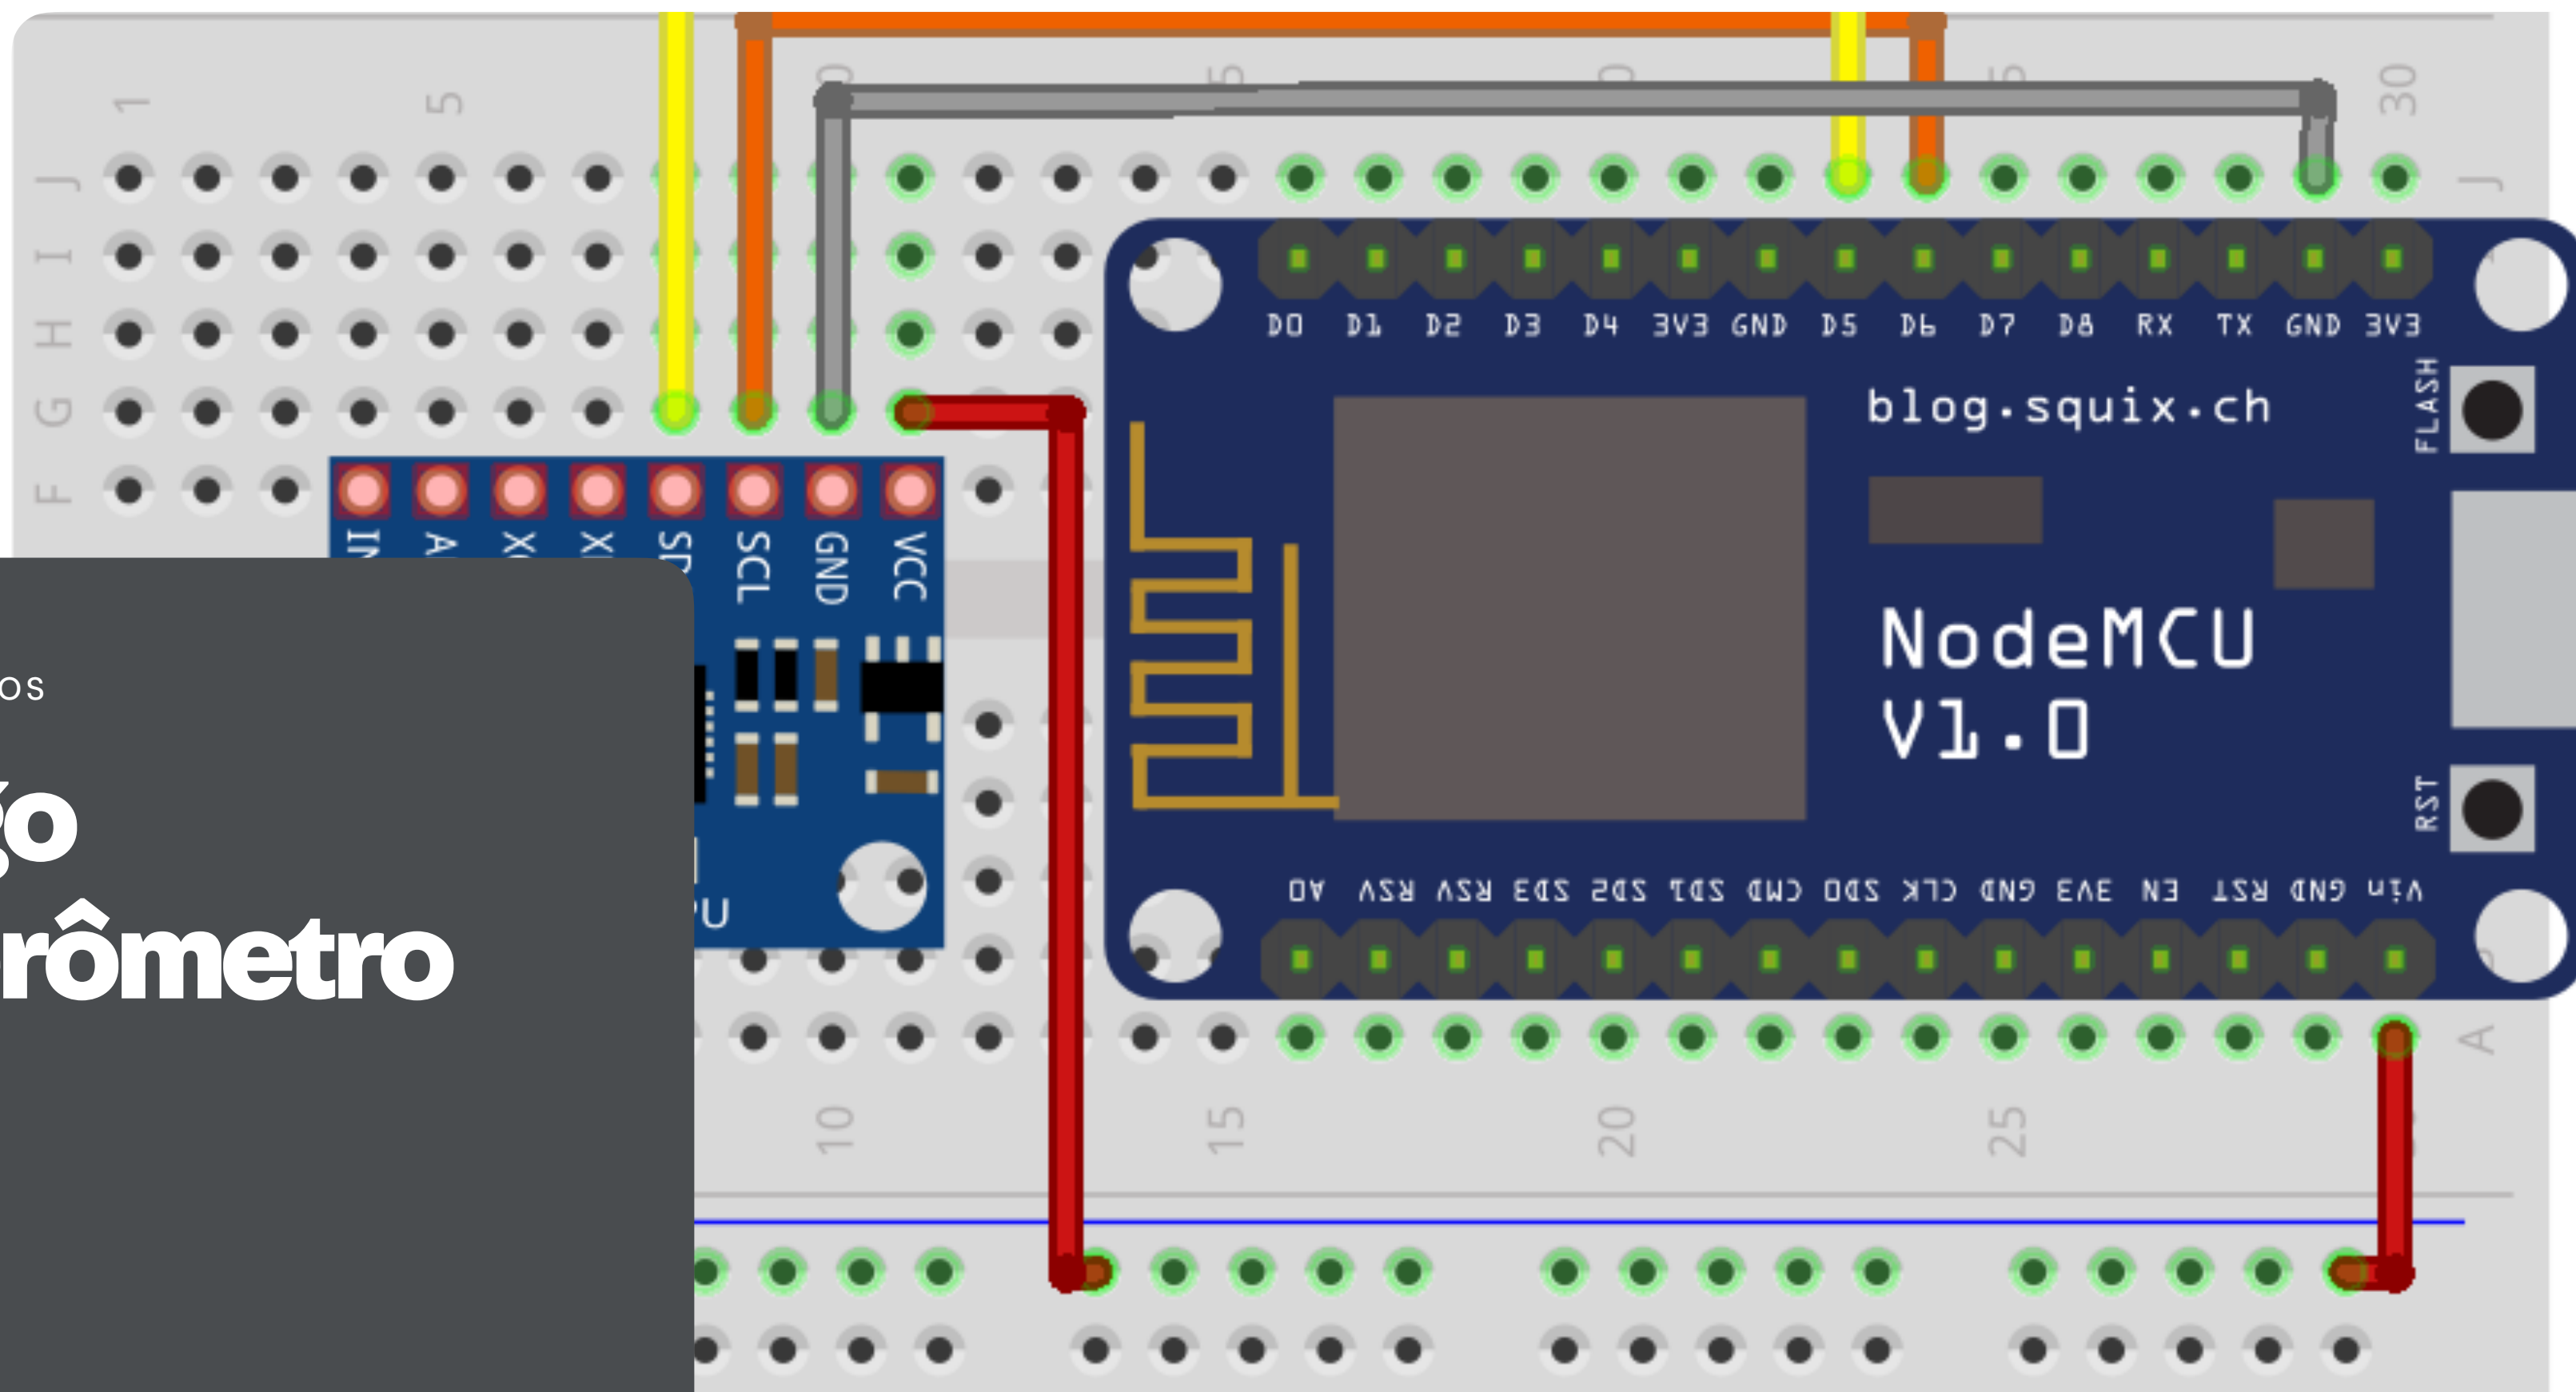 1 5 30
J J
I
H
G
F
D0 D1 D2 D3 D4 3V3 GND D5 D6 D7 D8 RX TX GND 3V3
FLASH
blog.squix.ch
SCL GND VCC
NodeMCU
V1.0
RST
A0 RSV RSV SD3 SD2 SD1 CMD SD0 CLK GND 3V3 EN RST GND Vin
os
rômetro
A
10 15 20 25